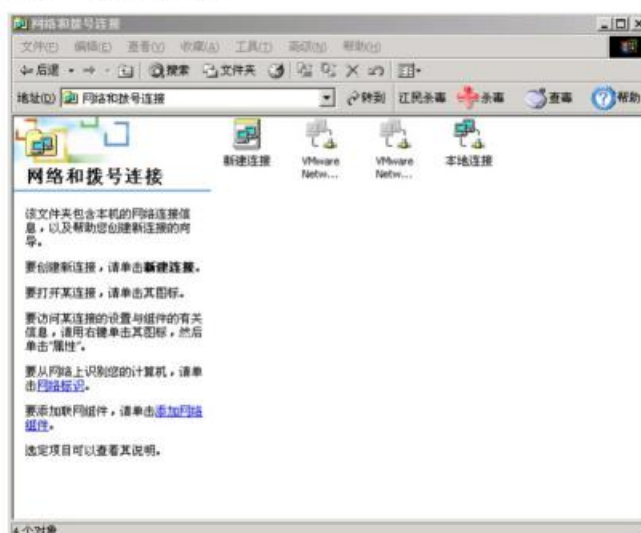 网络和拨号连接
文件(F) 编辑(E) 查看(V) 收藏(A) 工具(T) 高级(N) 帮助(H)
后退 搜索 文件夹
地址(D) 网络和拨号连接 转到 江民杀毒 杀毒 查毒 帮助
新建连接 VMware Netw... VMware Netw... 本地连接
网络和拨号连接
该文件夹包含本机的网络连接信
息，以及帮助您创建新连接的向
导。
要创建新连接，请单击新建连接。
要打开某连接，请单击其图标。
要访问某连接的设置与组件的有关
信息，请用右键单击其图标，然后
单击“属性”。
要从网络上识别您的计算机，请单
击网络标识。
要添加联网组件，请单击添加网络
组件。
选定项目可以查看其说明。
4 个对象